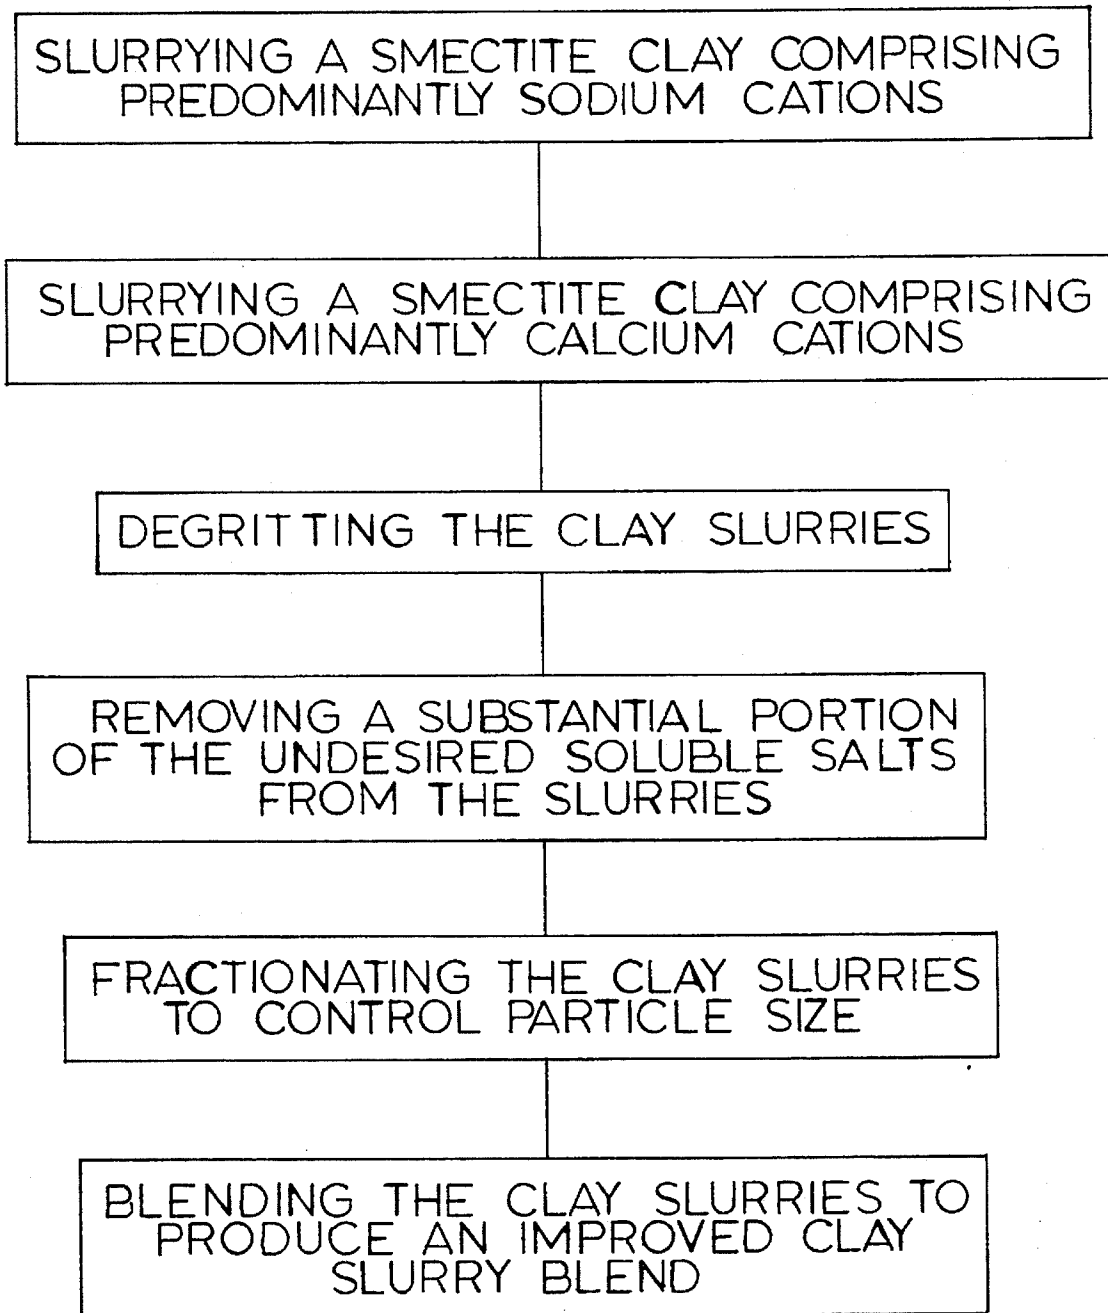 SLURRYING A SMECTITE CLAY COMPRISING
PREDOMINANTLY SODIUM CATIONS
SLURRYING A SMECTITE CLAY COMPRISING
PREDOMINANTLY CALCIUM CATIONS
DEGRITTING THE CLAY SLURRIES
REMOVING A SUBSTANTIAL PORTION
OF THE UNDESIRED SOLUBLE SALTS
FROM THE SLURRIES
FRACTIONATING THE CLAY SLURRIES
TO CONTROL PARTICLE SIZE
BLENDING THE CLAY SLURRIES TO
PRODUCE AN IMPROVED CLAY
SLURRY BLEND